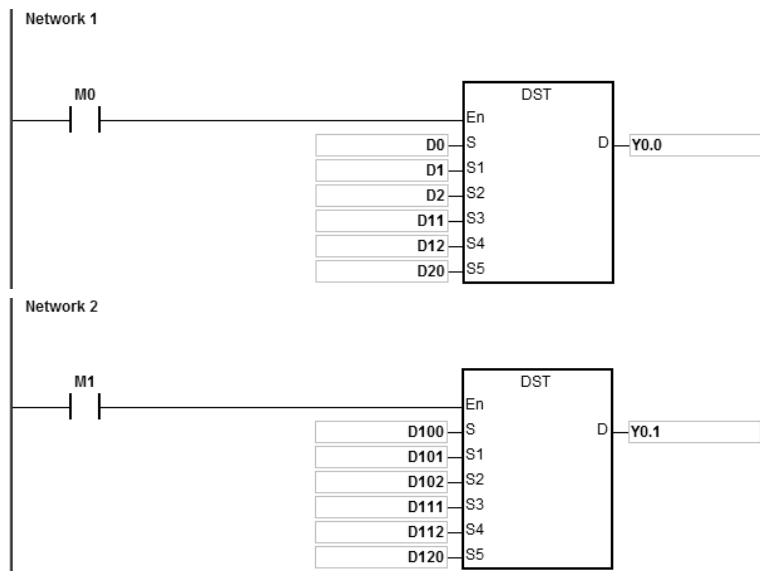 Network 1
M0
DST
En
D0 S D Y0.0
D1 S1
D2 S2
D11 S3
D12 S4
D20 S5
Network 2
M1
DST
En
D100 S D Y0.1
D101 S1
D102 S2
D111 S3
D112 S4
D120 S5